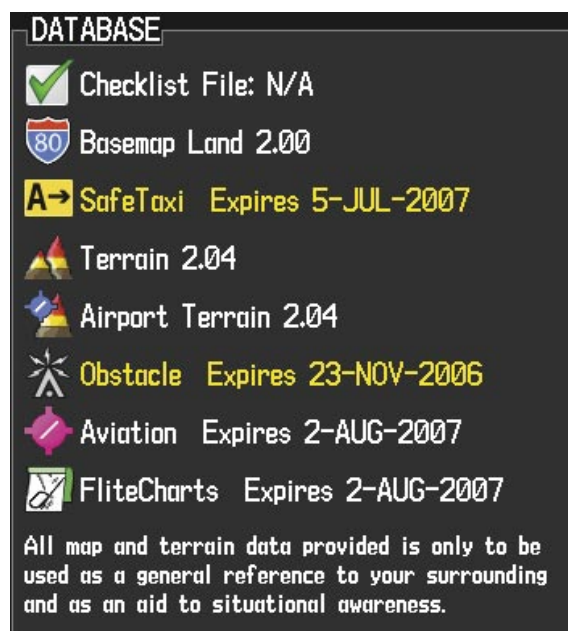 DATABASE
Checklist File: N/A
80 Basemap Land 2.00
A→ SafeTaxi Expires 5-JUL-2007
Terrain 2.04
Airport Terrain 2.04
Obstacle Expires 23-NOV-2006
Aviation Expires 2-AUG-2007
FliteCharts Expires 2-AUG-2007
All map and terrain data provided is only to be
used as a general reference to your surrounding
and as an aid to situational awareness.